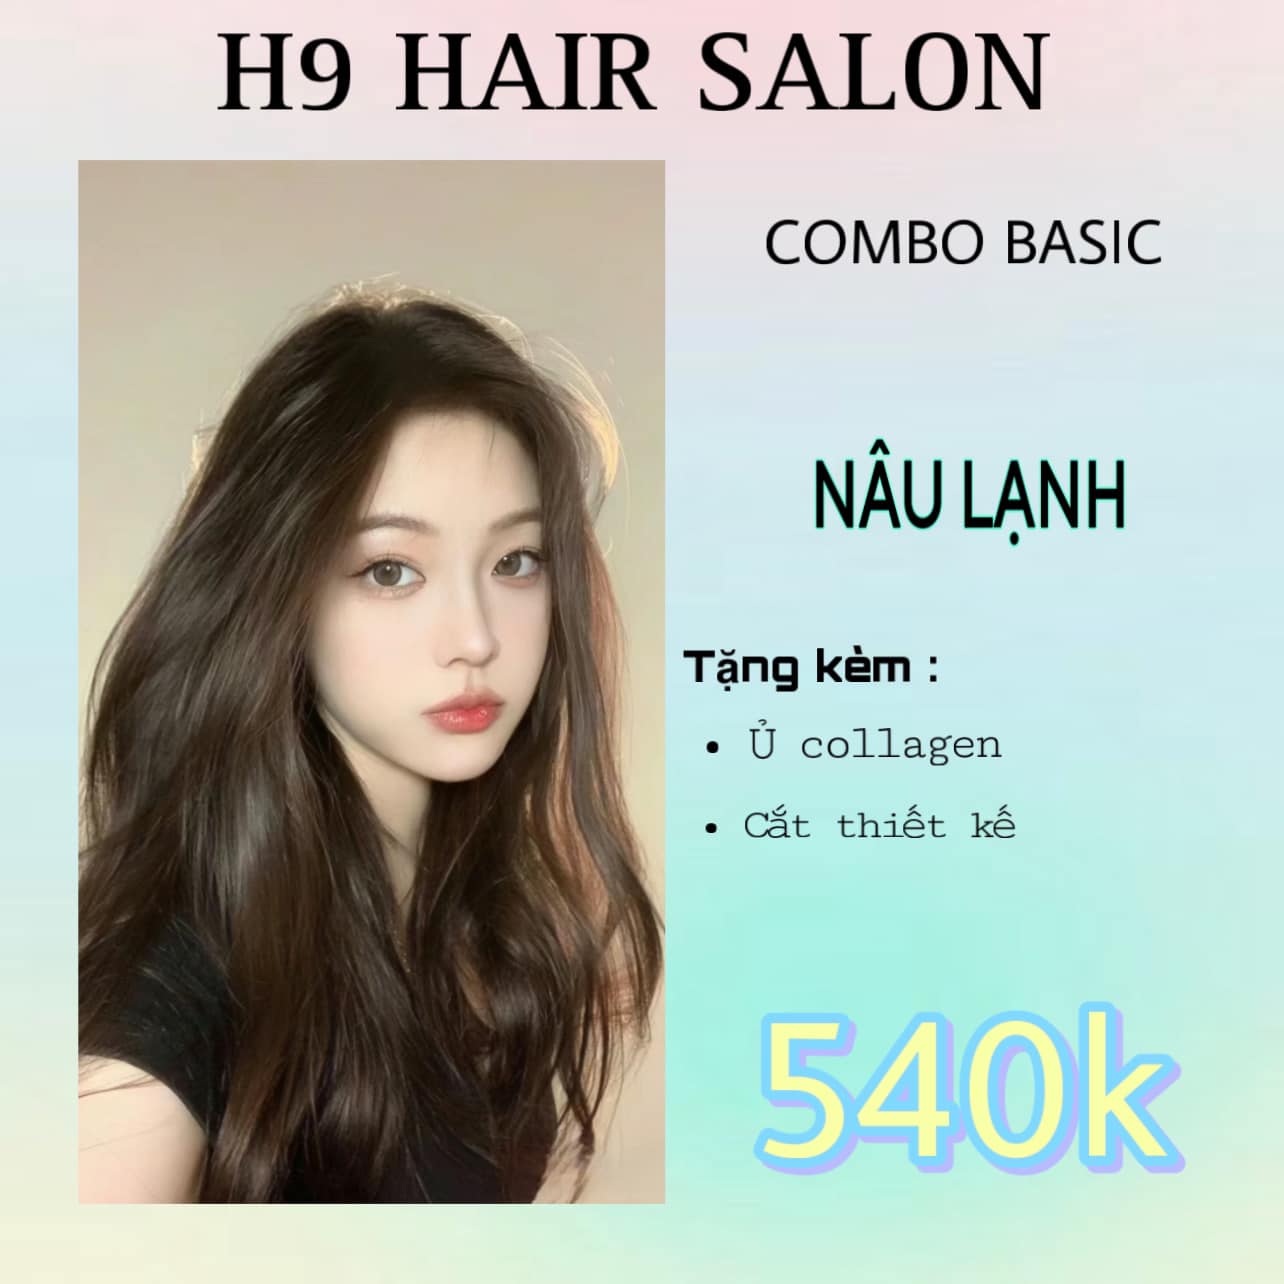 H9 HAIR SALON
COMBO BASIC
NÂU LẠNH
Tặng kèm :
• Ủ collagen
• Cắt thiết kế
540k